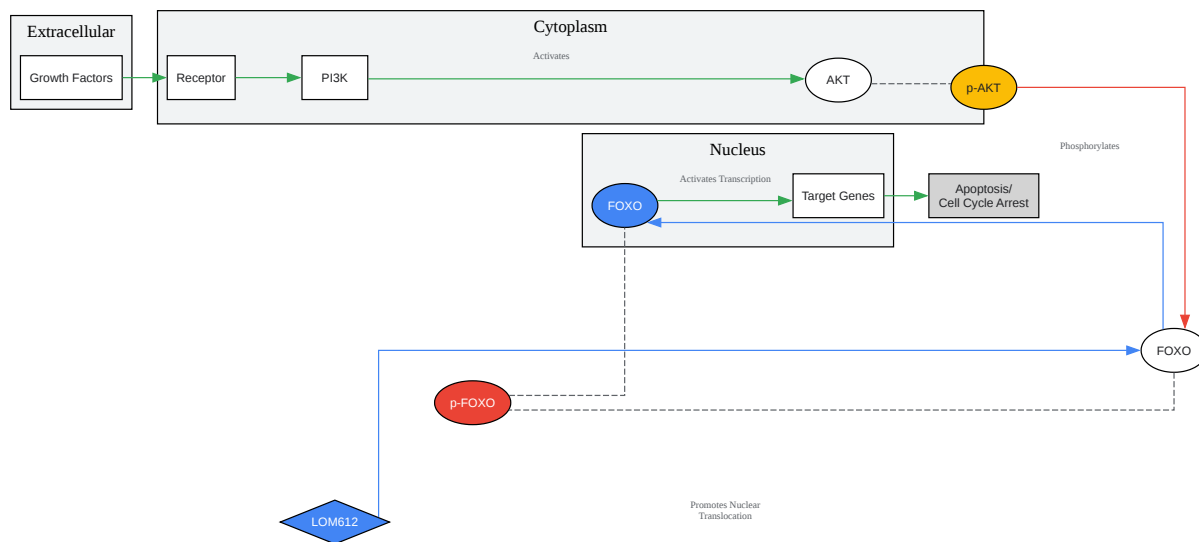 Extracellular
Cytoplasm
Growth Factors
Receptor
PI3K
Activates
AKT
p-AKT
Phosphorylates
Nucleus
Activates Transcription
FOXO
Target Genes
Apoptosis/
Cell Cycle Arrest
FOXO
p-FOXO
LOM612
Promotes Nuclear
Translocation